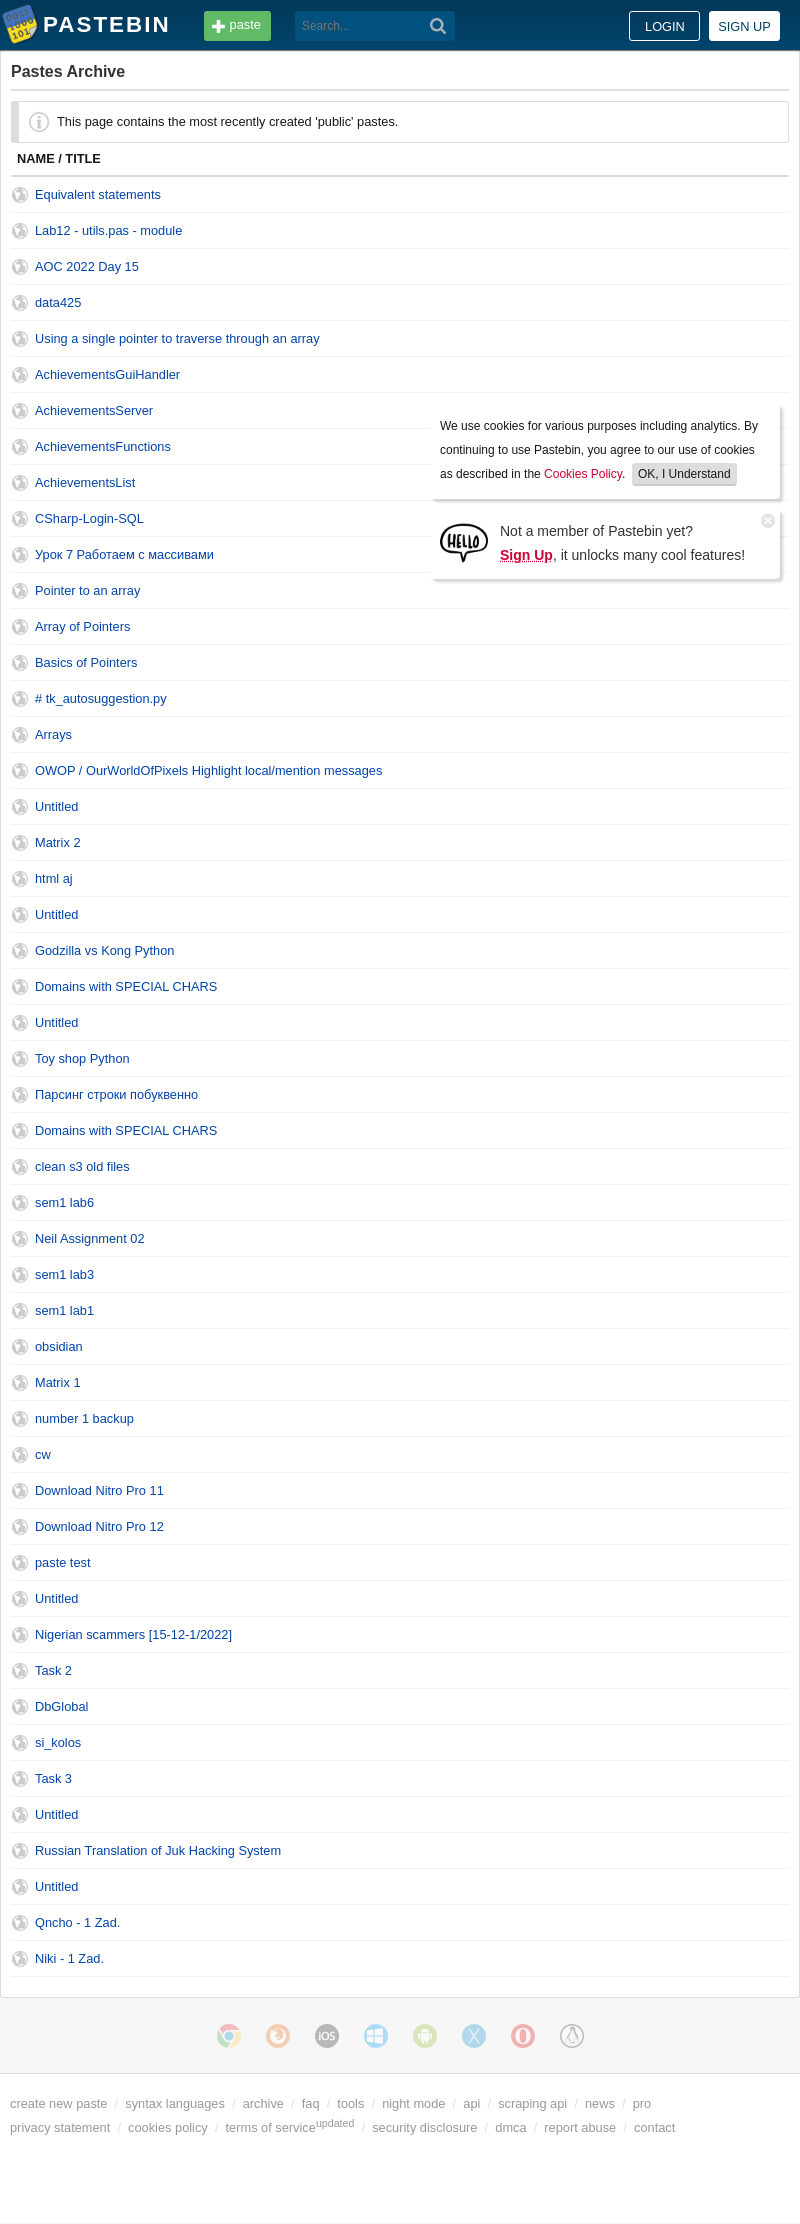 PASTEBIN
paste
Search...
LOGIN
SIGN UP
Pastes Archive
This page contains the most recently created 'public' pastes.
NAME / TITLE
Equivalent statements
Lab12 - utils.pas - module
AOC 2022 Day 15
data425
Using a single pointer to traverse through an array
AchievementsGuiHandler
AchievementsServer
AchievementsFunctions
AchievementsList
CSharp-Login-SQL
Урок 7 Работаем с массивами
We use cookies for various purposes including analytics. By
continuing to use Pastebin, you agree to our use of cookies
as described in the Cookies Policy. OK, I Understand
HELLO
Not a member of Pastebin yet?
Sign Up, it unlocks many cool features!
Pointer to an array
Array of Pointers
Basics of Pointers
# tk_autosuggestion.py
Arrays
OWOP / OurWorldOfPixels Highlight local/mention messages
Untitled
Matrix 2
html aj
Untitled
Godzilla vs Kong Python
Domains with SPECIAL CHARS
Untitled
Toy shop Python
Парсинг строки побуквенно
Domains with SPECIAL CHARS
clean s3 old files
sem1 lab6
Neil Assignment 02
sem1 lab3
sem1 lab1
obsidian
Matrix 1
number 1 backup
cw
Download Nitro Pro 11
Download Nitro Pro 12
paste test
Untitled
Nigerian scammers [15-12-1/2022]
Task 2
DbGlobal
si_kolos
Task 3
Untitled
Russian Translation of Juk Hacking System
Untitled
Qncho - 1 Zad.
Niki - 1 Zad.
iOS
create new paste / syntax languages / archive / faq / tools / night mode / api / scraping api / news / pro
privacy statement / cookies policy / terms of service updated / security disclosure / dmca / report abuse / contact